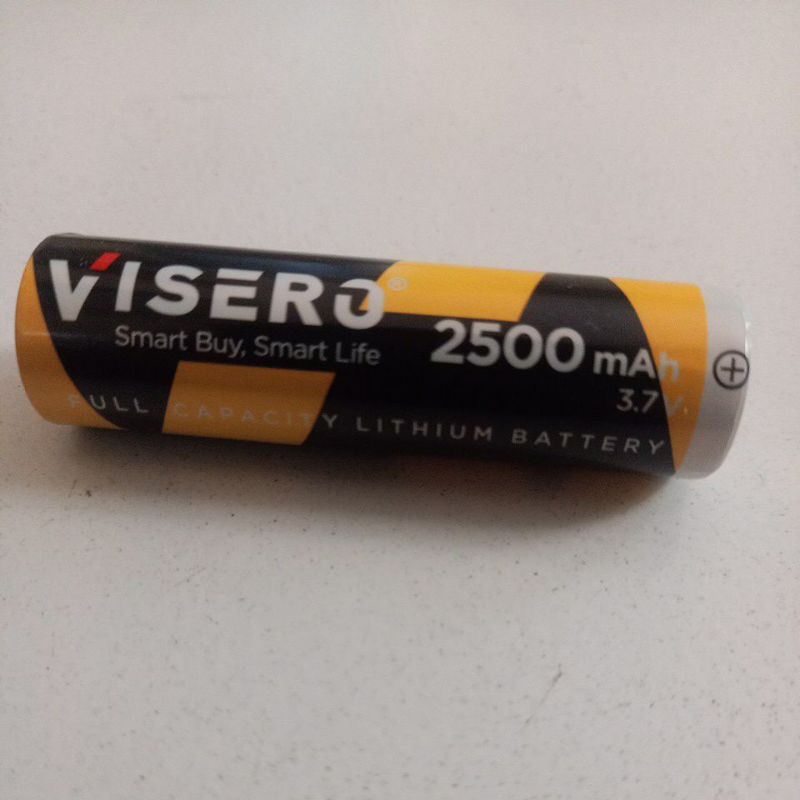 VISERO®
Smart Buy, Smart Life
2500 mAh
3.7 V.
FULL CAPACITY LITHIUM BATTERY
+